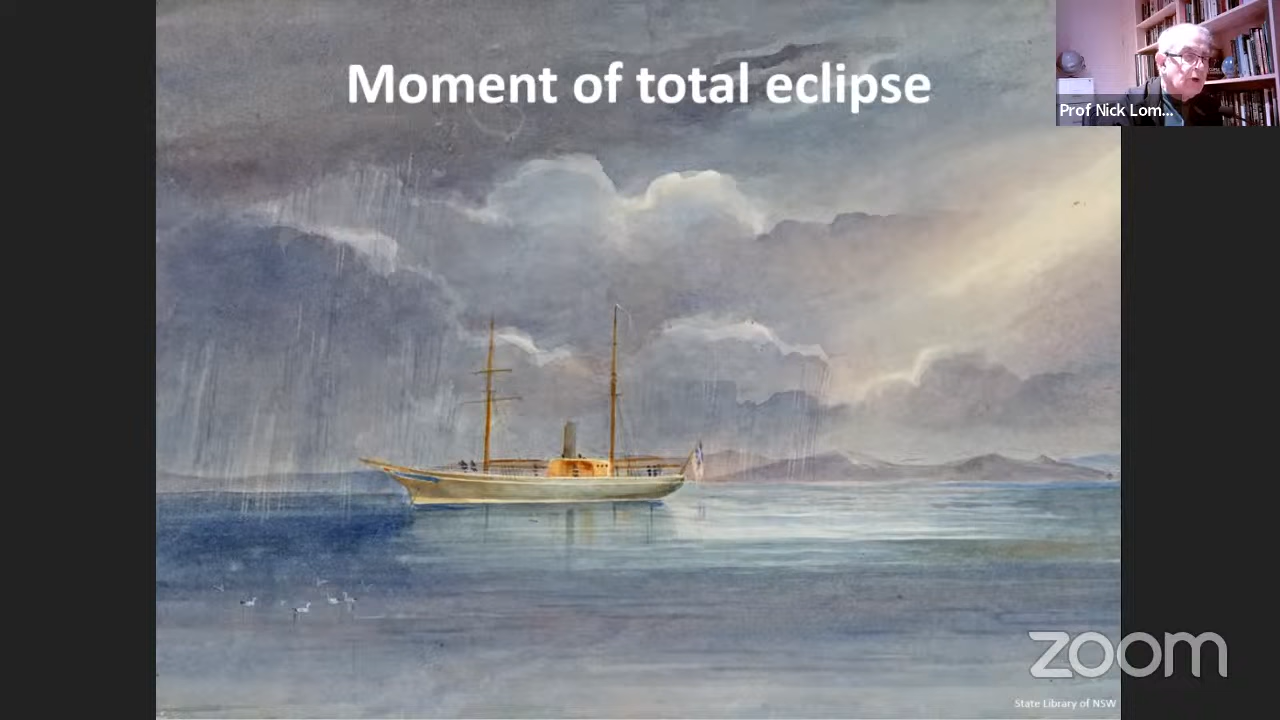 Moment of total eclipse
Prof Nick Lom...
zoom
State Library of NSW